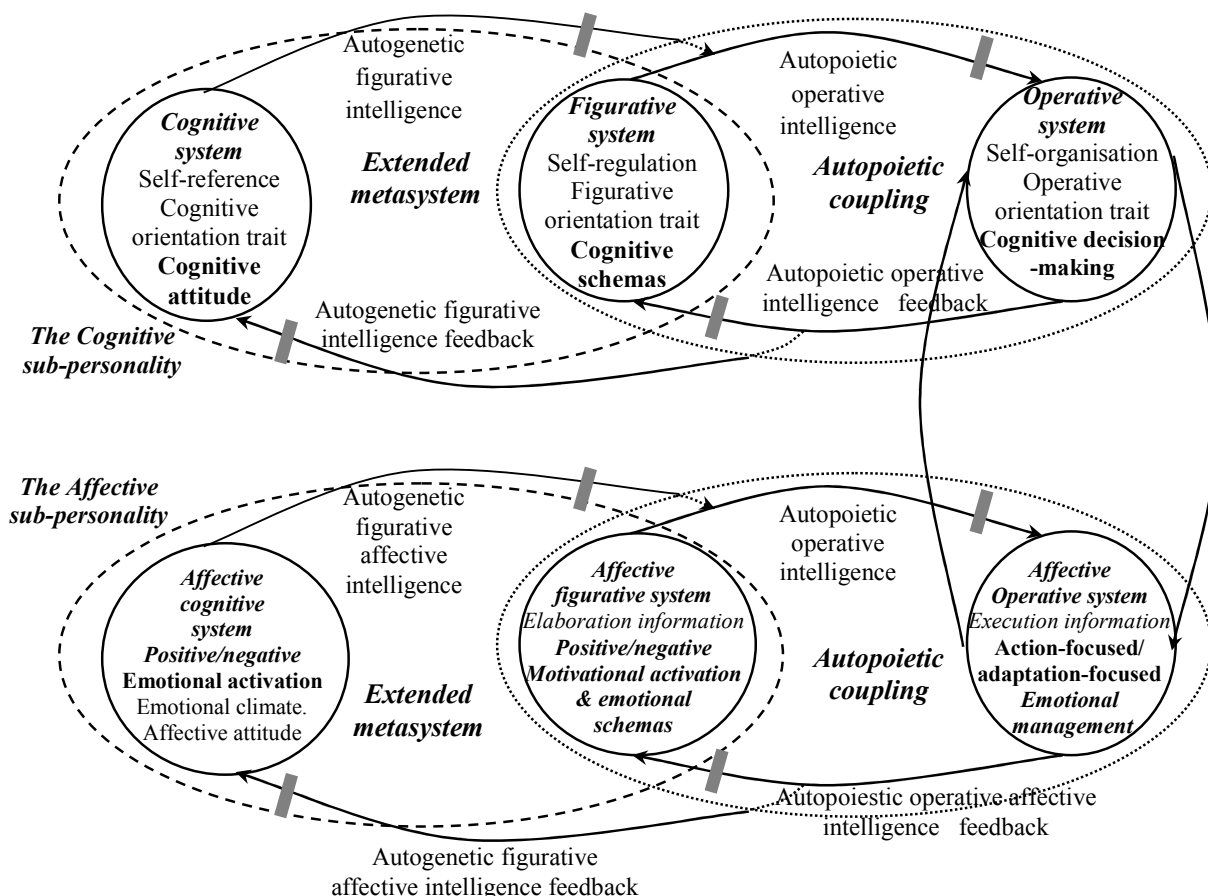 Autogenetic
figurative
intelligence
Autopoietic
operative
intelligence
Cognitive
system
Self-reference
Cognitive
orientation trait
Cognitive
attitude
Extended
metasystem
Figurative
system
Self-regulation
Figurative
orientation trait
Cognitive
schemas
Autopoietic
coupling
Operative
system
Self-organisation
Operative
orientation trait
Cognitive decision
-making
Autopoietic operative
intelligence feedback
Autogenetic figurative
intelligence feedback
The Cognitive
sub-personality
The Affective
sub-personality
Autogenetic
figurative
affective
intelligence
Autopoietic
operative
intelligence
Affective
cognitive
system
Positive/negative
Emotional activation
Emotional climate.
Affective attitude
Extended
metasystem
Affective
figurative system
Elaboration information
Positive/negative
Motivational activation
& emotional
schemas
Autopoietic
coupling
Affective
Operative system
Execution information
Action-focused/
adaptation-focused
Emotional
management
Autopoiestic operative affective
intelligence feedback
Autogenetic figurative
affective intelligence feedback